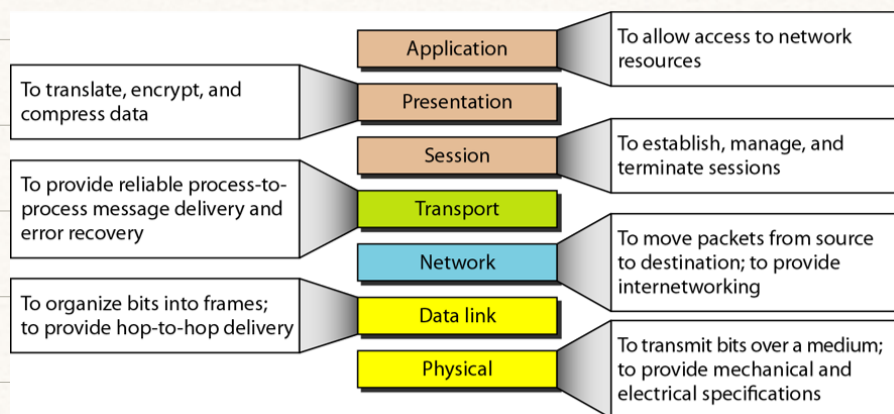 Application
To allow access to network
resources
To translate, encrypt, and
compress data
Presentation
Session
To establish, manage, and
terminate sessions
To provide reliable process-to-
process message delivery and
error recovery
Transport
Network
To move packets from source
to destination; to provide
internetworking
To organize bits into frames;
to provide hop-to-hop delivery
Data link
Physical
To transmit bits over a medium;
to provide mechanical and
electrical specifications